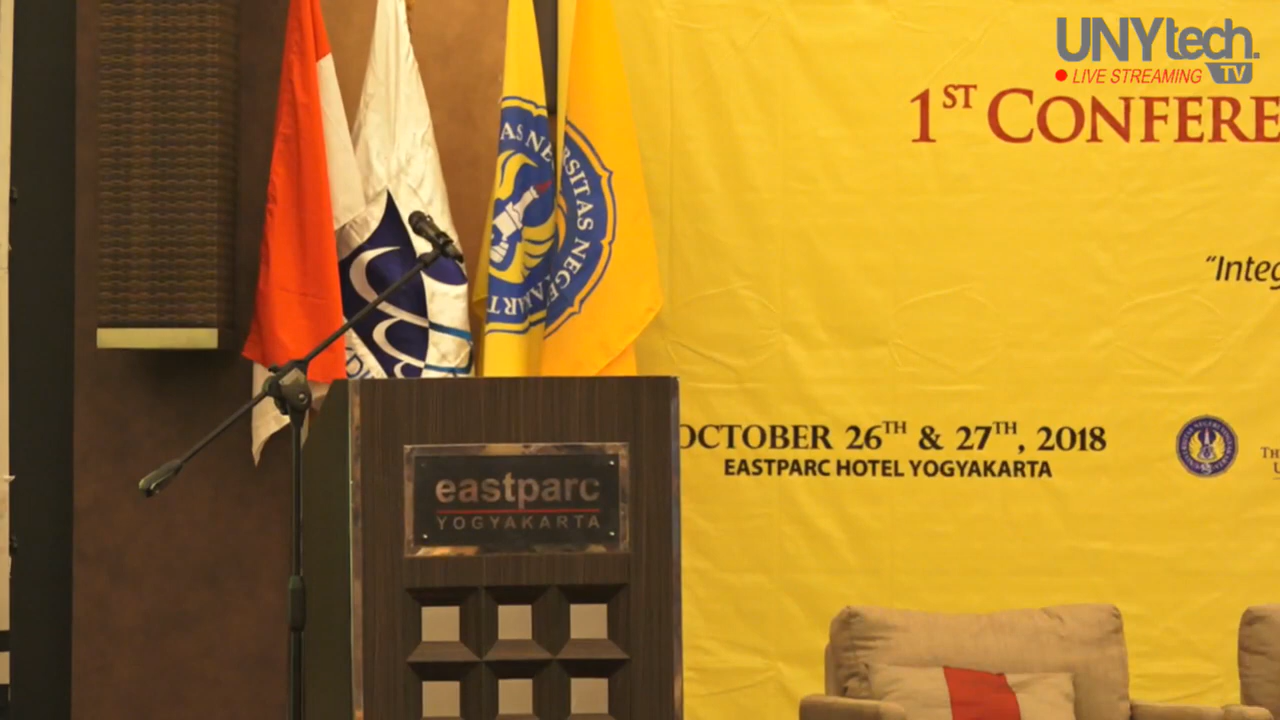 UNYtech.
LIVE STREAMING TV
1ST CONFERE
"Integ
OCTOBER 26TH & 27TH, 2018
EASTPARC HOTEL YOGYAKARTA
eastparc
YOGYAKARTA